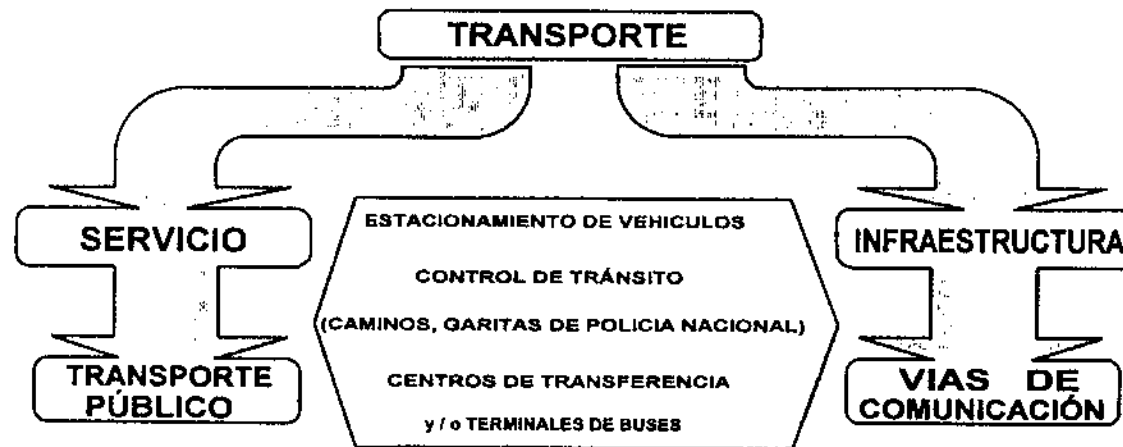 TRANSPORTE
SERVICIO
TRANSPORTE
PÚBLICO
ESTACIONAMIENTO DE VEHICULOS
CONTROL DE TRÁNSITO
(CAMINOS, GARITAS DE POLICIA NACIONAL)
CENTROS DE TRANSFERENCIA
y / o TERMINALES DE BUSES
INFRAESTRUCTURA
VIAS DE
COMUNICACIÓN